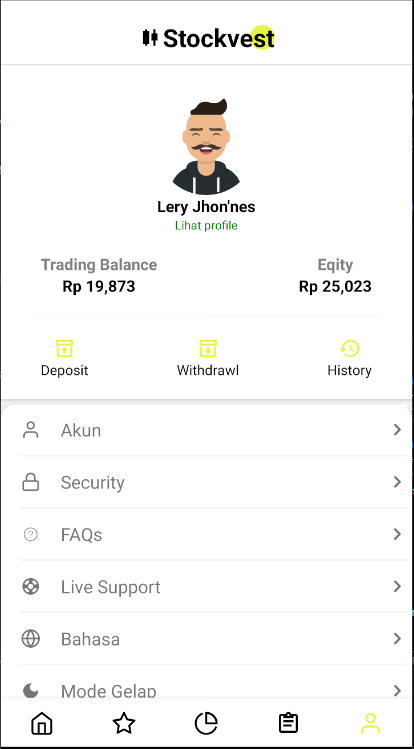 Stockvest
Lery Jhon'nes
Lihat profile
Trading Balance Eqity
Rp 19,873 Rp 25,023
Deposit Withdrawl History
Akun
Security
FAQs
Live Support
Bahasa
Mode Gelap